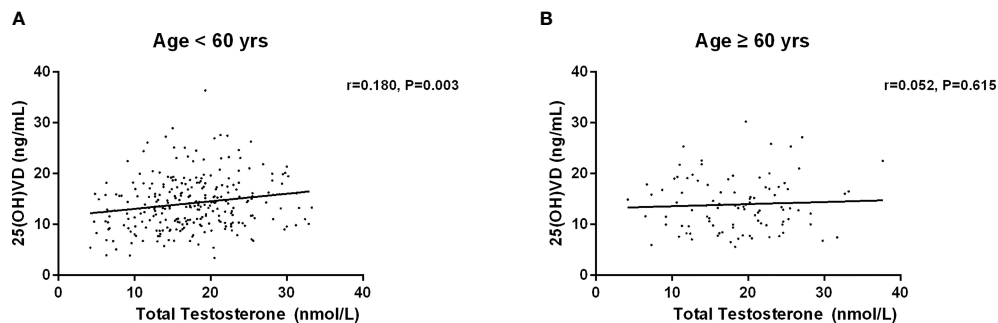 A
Age < 60 yrs
r=0.180, P=0.003
25(OH)VD (ng/mL)
40
30
20
10
0
0 10 20 30 40
Total Testosterone (nmol/L)
B
Age ≥ 60 yrs
r=0.052, P=0.615
25(OH)VD (ng/mL)
40
30
20
10
0
0 10 20 30 40
Total Testosterone (nmol/L)